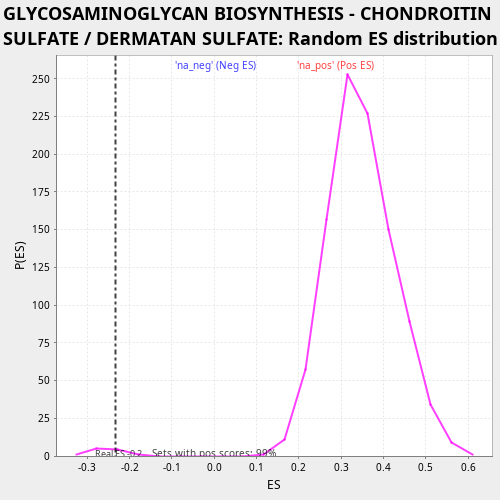 GLYCOSAMINOGLYCAN BIOSYNTHESIS - CHONDROITIN
SULFATE / DERMATAN SULFATE: Random ES distribution
'na_neg' (Neg ES)
'na_pos' (Pos ES)
250
225
200
175
150
125
100
75
50
25
0
P(ES)
Real ES -0.2
Sets with pos scores: 99%
-0.3
-0.2
-0.1
0.0
0.1
0.2
0.3
0.4
0.5
0.6
ES